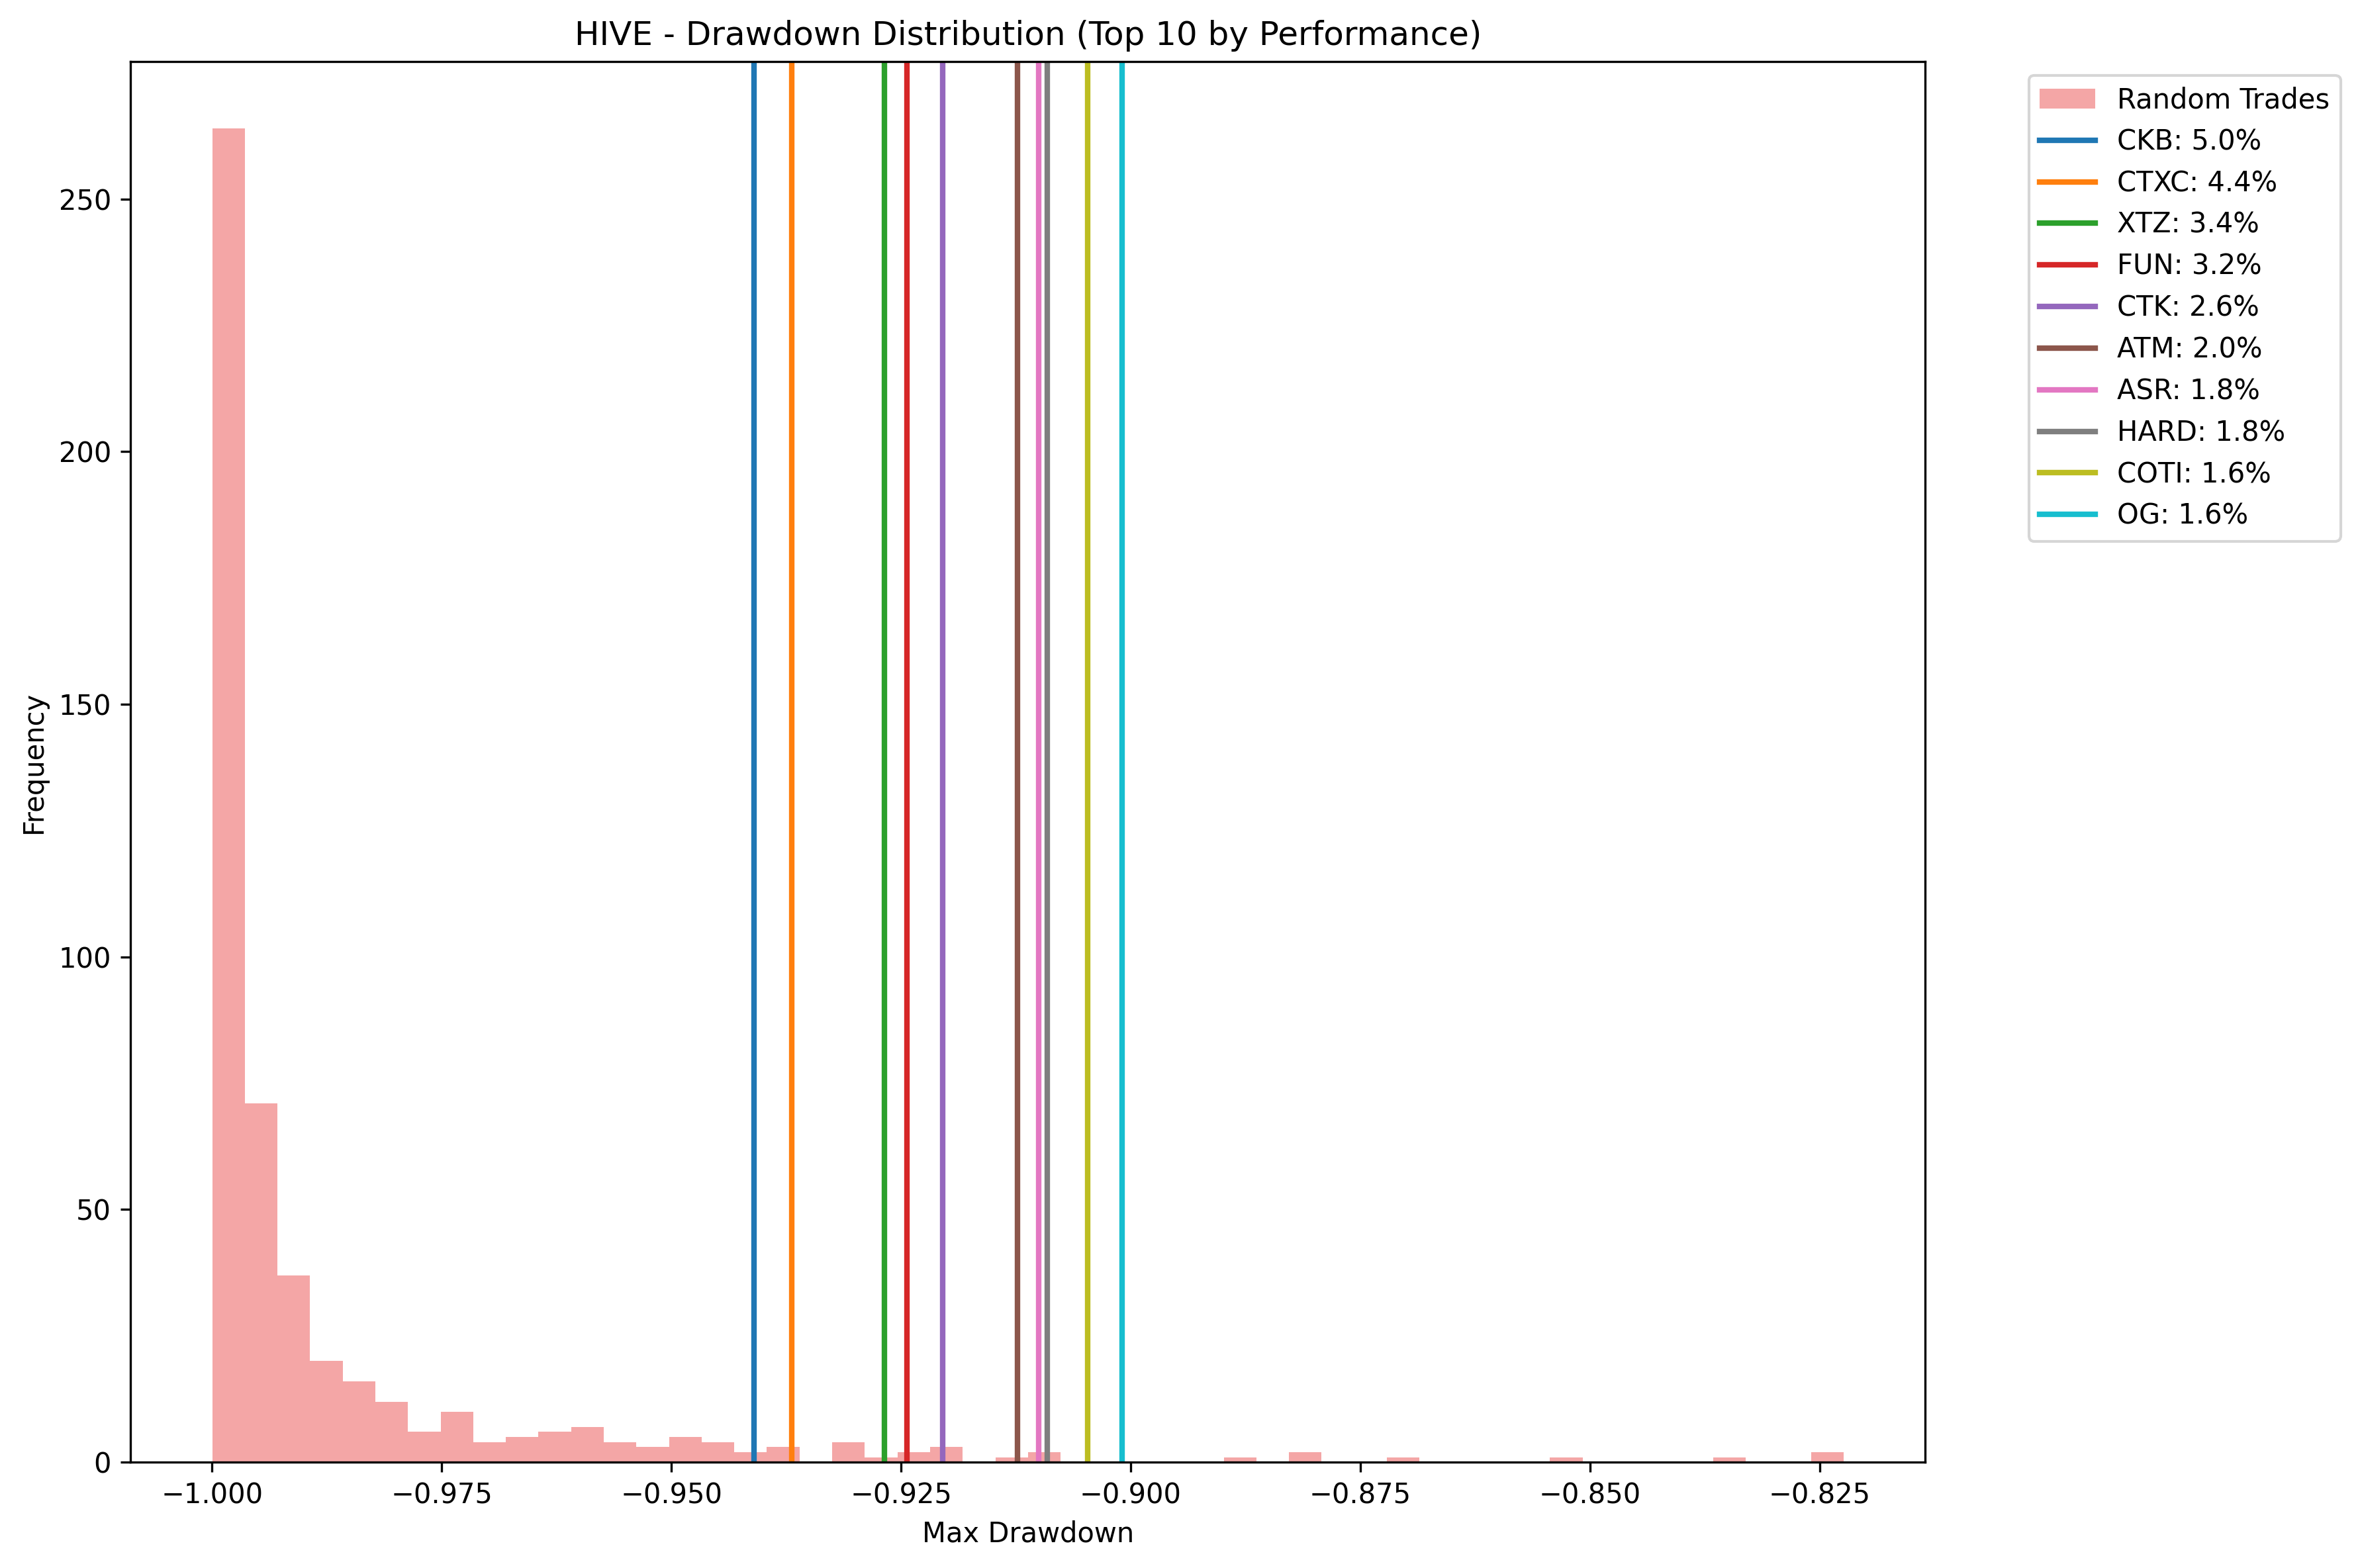 HIVE - Drawdown Distribution (Top 10 by Performance)
Random Trades
CKB: 5.0%
CTXC: 4.4%
XTZ: 3.4%
FUN: 3.2%
CTK: 2.6%
ATM: 2.0%
ASR: 1.8%
HARD: 1.8%
COTI: 1.6%
OG: 1.6%
Frequency
250
200
150
100
50
0
−1.000 −0.975 −0.950 −0.925 −0.900 −0.875 −0.850 −0.825
Max Drawdown